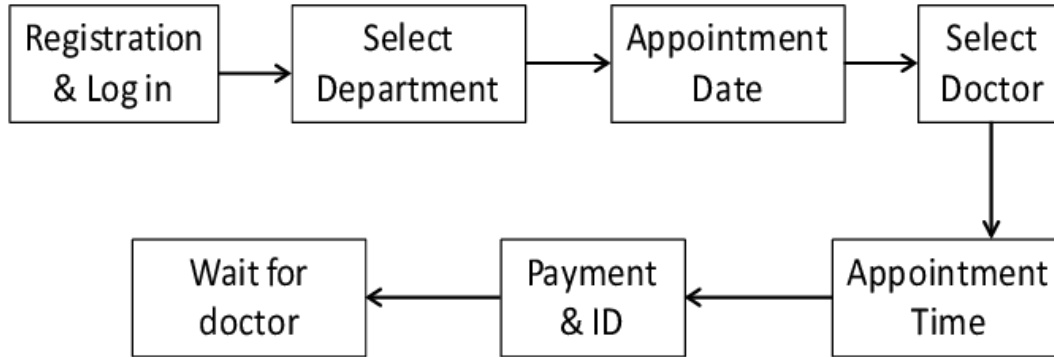 Registration
& Log in
Select
Department
Appointment
Date
Select
Doctor
Appointment
Time
Payment
& ID
Wait for
doctor